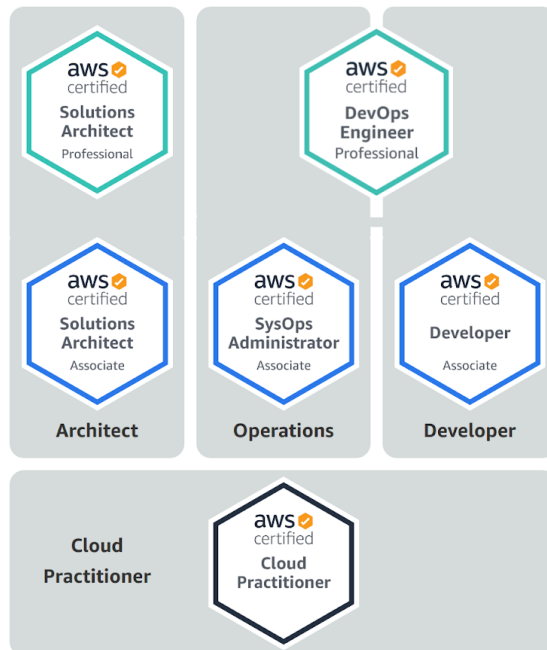 aws
certified
Solutions
Architect
Professional
aws
certified
DevOps
Engineer
Professional
aws
certified
Solutions
Architect
Associate
aws
certified
SysOps
Administrator
Associate
aws
certified
Developer
Associate
Architect
Operations
Developer
Cloud
Practitioner
aws
certified
Cloud
Practitioner